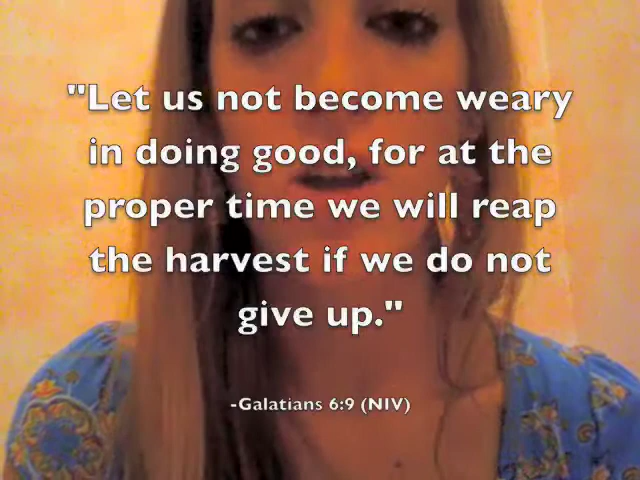 "Let us not become weary
in doing good, for at the
proper time we will reap
the harvest if we do not
give up."
-Galatians 6:9 (NIV)